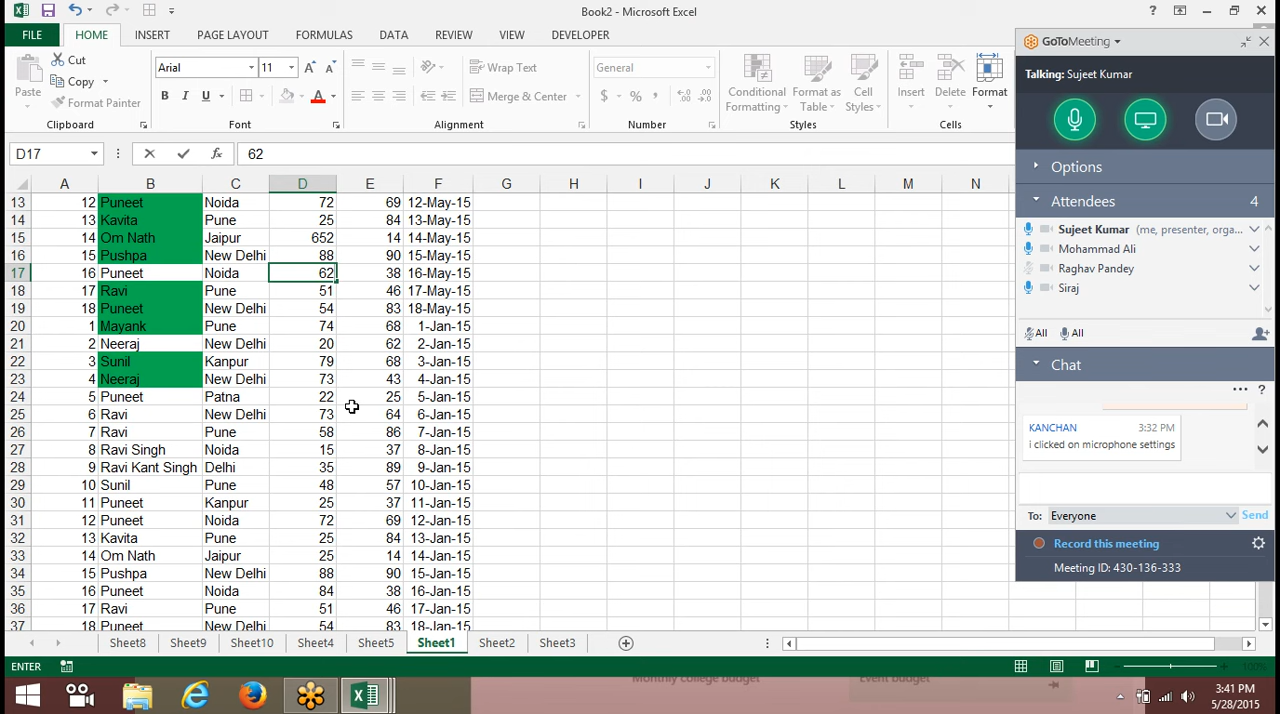 Book2 - Microsoft Excel
FILE HOME INSERT PAGE LAYOUT FORMULAS DATA REVIEW VIEW DEVELOPER
Paste Cut Copy Format Painter Clipboard
Arial 11 B I U A Font
Wrap Text Merge & Center Alignment
General $ % , Number
Conditional Formatting Format as Table Cell Styles Styles
Insert Delete Format Cells
D17 fx 62
A B C D E F G H I J K L M N
13 12 Puneet Noida 72 69 12-May-15
14 13 Kavita Pune 25 84 13-May-15
15 14 Om Nath Jaipur 652 14 14-May-15
16 15 Pushpa New Delhi 88 90 15-May-15
17 16 Puneet Noida 62 38 16-May-15
18 17 Ravi Pune 51 46 17-May-15
19 18 Puneet New Delhi 54 83 18-May-15
20 1 Mayank Pune 74 68 1-Jan-15
21 2 Neeraj New Delhi 20 62 2-Jan-15
22 3 Sunil Kanpur 79 68 3-Jan-15
23 4 Neeraj New Delhi 73 43 4-Jan-15
24 5 Puneet Patna 22 25 5-Jan-15
25 6 Ravi New Delhi 73 64 6-Jan-15
26 7 Ravi Pune 58 86 7-Jan-15
27 8 Ravi Singh Noida 15 37 8-Jan-15
28 9 Ravi Kant Singh Delhi 35 89 9-Jan-15
29 10 Sunil Pune 48 57 10-Jan-15
30 11 Puneet Kanpur 25 37 11-Jan-15
31 12 Puneet Noida 72 69 12-Jan-15
32 13 Kavita Pune 25 84 13-Jan-15
33 14 Om Nath Jaipur 25 14 14-Jan-15
34 15 Pushpa New Delhi 88 90 15-Jan-15
35 16 Puneet Noida 84 38 16-Jan-15
36 17 Ravi Pune 51 46 17-Jan-15
37 18 Puneet New Delhi 54 83 18-Jan-15
Sheet8 Sheet9 Sheet10 Sheet4 Sheet5 Sheet1 Sheet2 Sheet3
ENTER 100%
GoToMeeting
Talking: Sujeet Kumar
Options
Attendees 4
Sujeet Kumar (me, presenter, orga...
Mohammad Ali
Raghav Pandey
Siraj
All All
Chat
... ?
KANCHAN 3:32 PM
i clicked on microphone settings
To: Everyone Send
Record this meeting
Meeting ID: 430-136-333
Monthly college budget Event budget
3:41 PM
5/28/2015